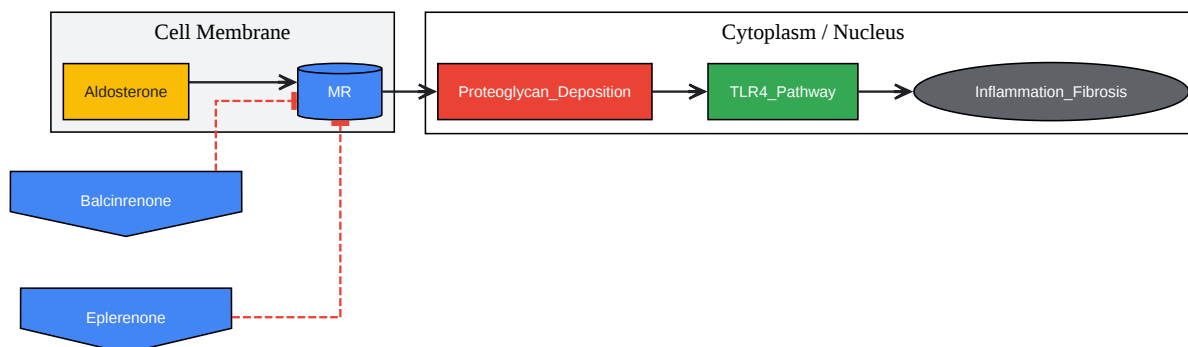 Cell Membrane
Cytoplasm / Nucleus
Aldosterone
MR
Proteoglycan_Deposition
TLR4_Pathway
Inflammation_Fibrosis
Balcinrenone
Eplerenone